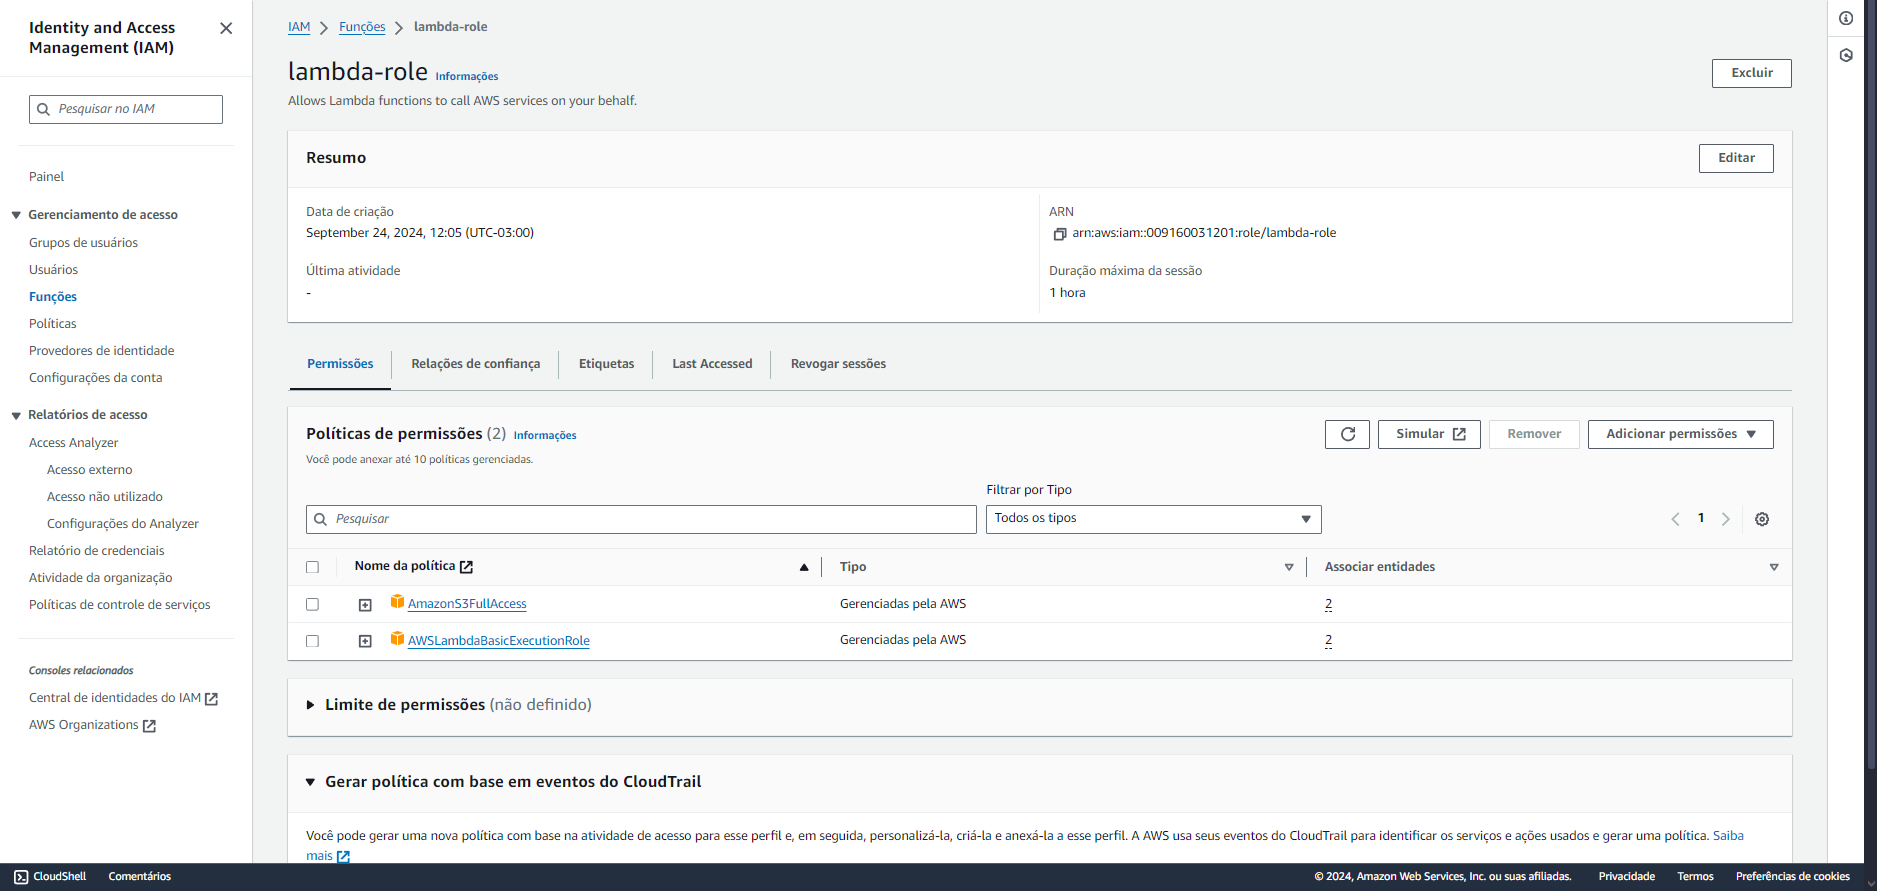 Identity and Access
Management (IAM)
Pesquisar no IAM
Painel
Gerenciamento de acesso
Grupos de usuários
Usuários
Funções
Políticas
Provedores de identidade
Configurações da conta
Relatórios de acesso
Access Analyzer
Acesso externo
Acesso não utilizado
Configurações do Analyzer
Relatório de credenciais
Atividade da organização
Políticas de controle de serviços
Consoles relacionados
Central de identidades do IAM
AWS Organizations
IAM Funções lambda-role
lambda-role Informações
Excluir
Allows Lambda functions to call AWS services on your behalf.
Resumo
Editar
Data de criação
September 24, 2024, 12:05 (UTC-03:00)
Última atividade
-
ARN
arn:aws:iam::009160031201:role/lambda-role
Duração máxima da sessão
1 hora
Permissões Relações de confiança Etiquetas Last Accessed Revogar sessões
Políticas de permissões (2) Informações
Você pode anexar até 10 políticas gerenciadas.
Simular Remover Adicionar permissões
Filtrar por Tipo
Pesquisar Todos os tipos 1
Nome da política Tipo Associar entidades
AmazonS3FullAccess Gerenciadas pela AWS 2
AWSLambdaBasicExecutionRole Gerenciadas pela AWS 2
Limite de permissões (não definido)
Gerar política com base em eventos do CloudTrail
Você pode gerar uma nova política com base na atividade de acesso para esse perfil e, em seguida, personalizá-la, criá-la e anexá-la a esse perfil. A AWS usa seus eventos do CloudTrail para identificar os serviços e ações usados e gerar uma política. Saiba
mais
CloudShell Comentários © 2024, Amazon Web Services, Inc. ou suas afiliadas. Privacidade Termos Preferências de cookies